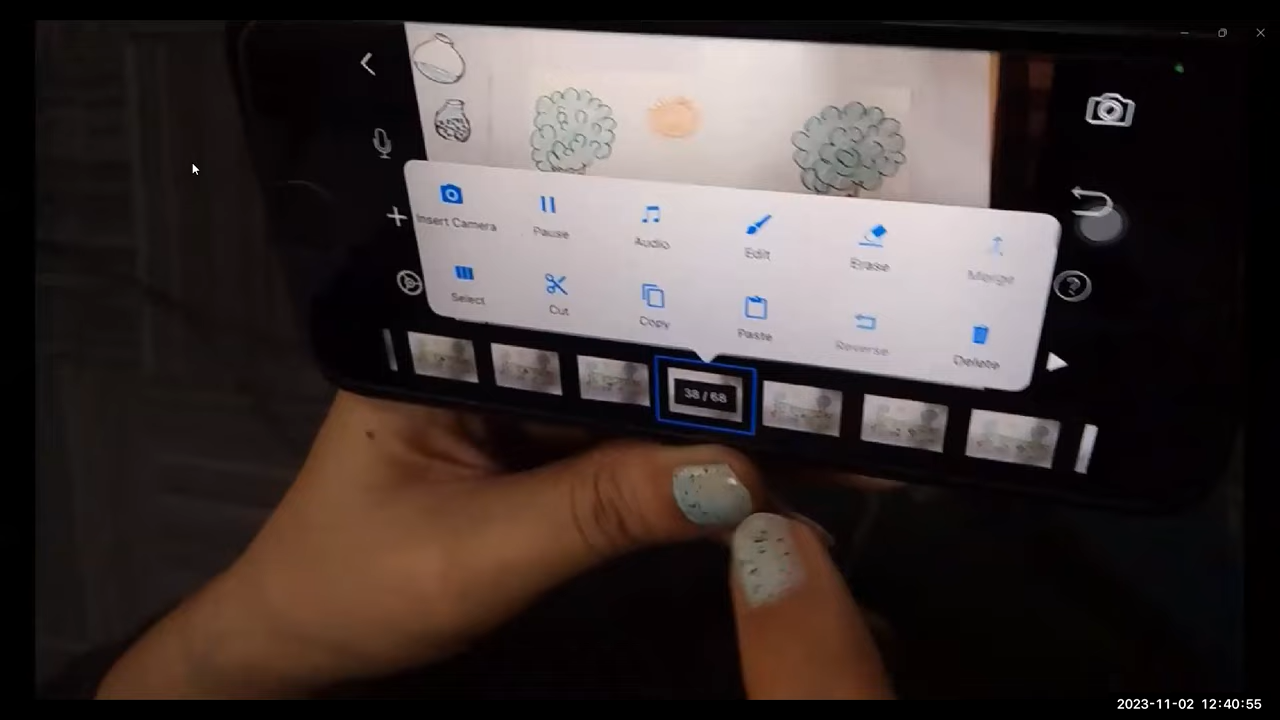 Insert Camera
Pause
Audio
Edit
Erase
Merge
Select
Cut
Copy
Paste
Reverse
Delete
?
38 / 68
2023-11-02 12:40:55